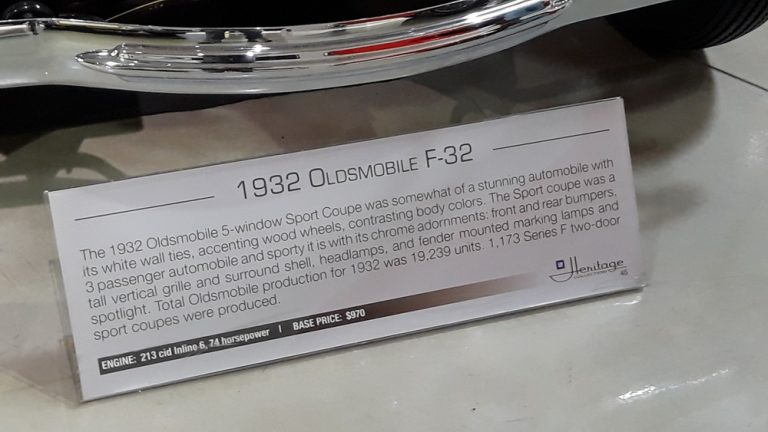 1932 OLDSMOBILE F-32
The 1932 Oldsmobile 5-window Sport Coupe was somewhat of a stunning automobile with
its white wall ties, accenting wood wheels, contrasting body colors. The Sport coupe was a
3 passenger automobile and sporty it is with its chrome adornments: front and rear bumpers,
tall vertical grille and surround shell, headlamps, and fender mounted marking lamps and
spotlight. Total Oldsmobile production for 1932 was 19,239 units. 1,173 Series F two-door
sport coupes were produced.
Heritage
ENGINE: 213 cid Inline 6, 74 horsepower | BASE PRICE: $970